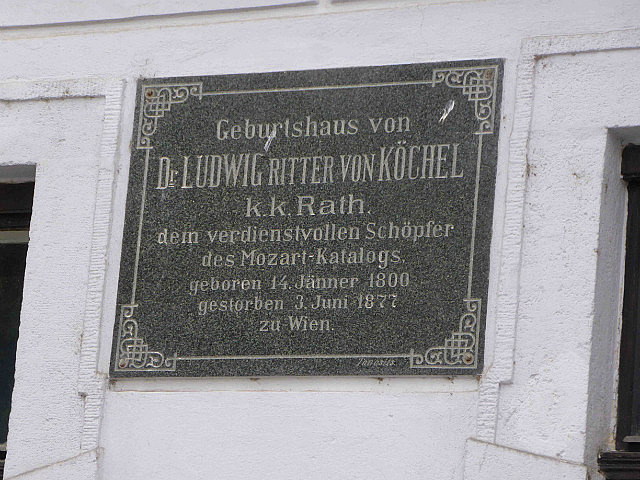 Geburtshaus von
Dr. LUDWIG RITTER VON KÖCHEL
k.k. Rath.
dem verdienstvollen Schöpfer
des Mozart-Katalogs.
geboren 14. Jänner 1800
gestorben 3. Juni 1877
zu Wien.